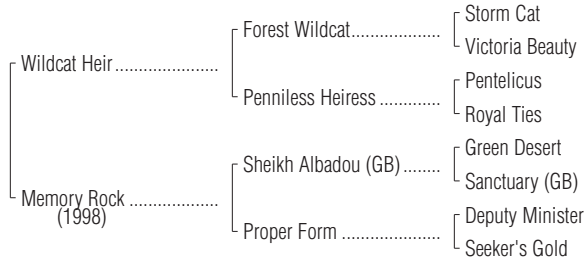 Storm Cat
Forest Wildcat....................
Victoria Beauty
Wildcat Heir.......................
Pentelicus
Penniless Heiress.............
Royal Ties
Green Desert
Sheikh Albadou (GB)........
Sanctuary (GB)
Memory Rock....................
(1998)
Deputy Minister
Proper Form......................
Seeker's Gold